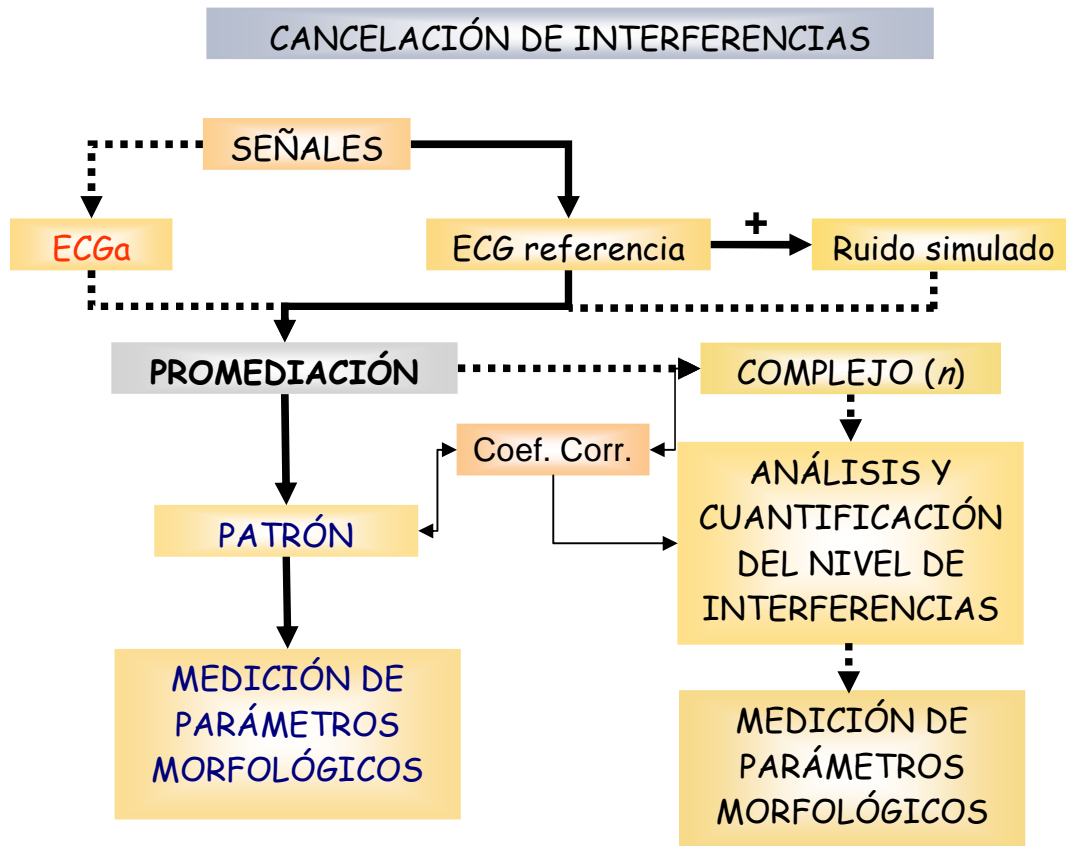 CANCELACIÓN DE INTERFERENCIAS
SEÑALES
ECGa
ECG referencia
+
Ruido simulado
PROMEDIACIÓN
COMPLEJO (n)
Coef. Corr.
PATRÓN
ANÁLISIS Y
CUANTIFICACIÓN
DEL NIVEL DE
INTERFERENCIAS
MEDICIÓN DE
PARÁMETROS
MORFOLÓGICOS
MEDICIÓN DE
PARÁMETROS
MORFOLÓGICOS